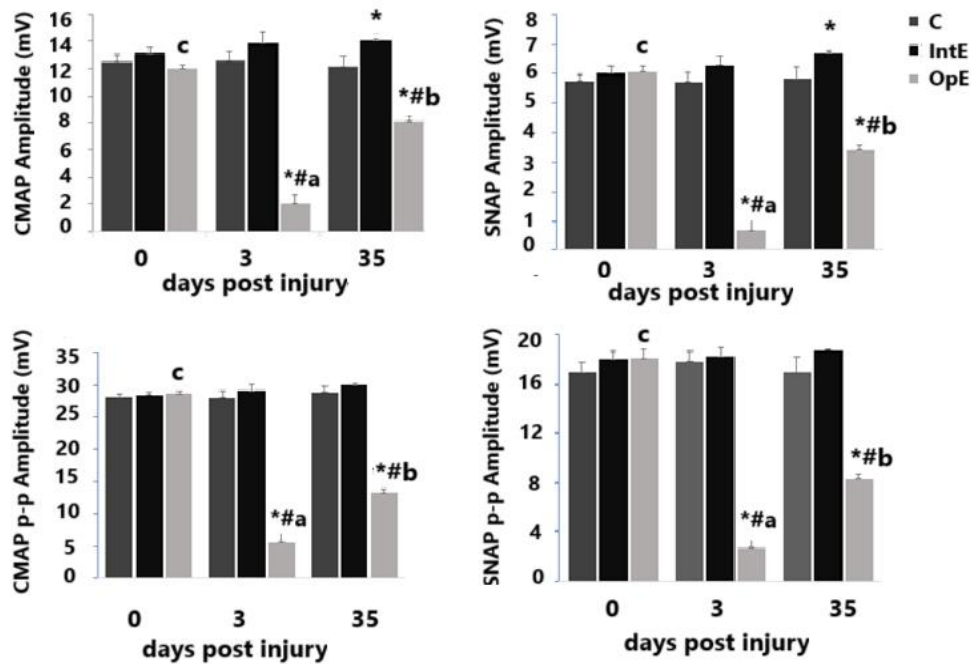 CMAP Amplitude (mV)
16
14
12
10
8
6
4
2
0
c
*#a
*
*#b
0 3 35
days post injury
SNAP Amplitude (mV)
8
7
6
5
4
3
2
1
0
c
*#a
*
*#b
0 3 35
days post injury
C
IntE
OpE
CMAP p-p Amplitude (mV)
35
30
25
20
15
10
5
0
c
*#a
*#b
0 3 35
days post injury
SNAP p-p Amplitude (mV)
20
16
12
8
4
0
c
*#a
*#b
0 3 35
days post injury